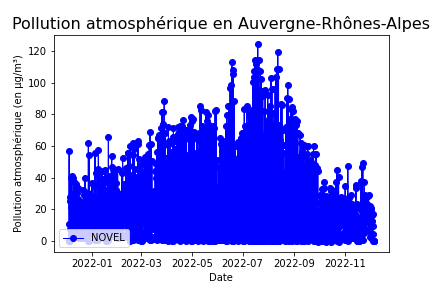 Pollution atmosphérique en Auvergne-Rhônes-Alpes
Pollution atmosphérique (en µg/m³)
120
100
80
60
40
20
0
NOVEL
2022-01 2022-03 2022-05 2022-07 2022-09 2022-11
Date